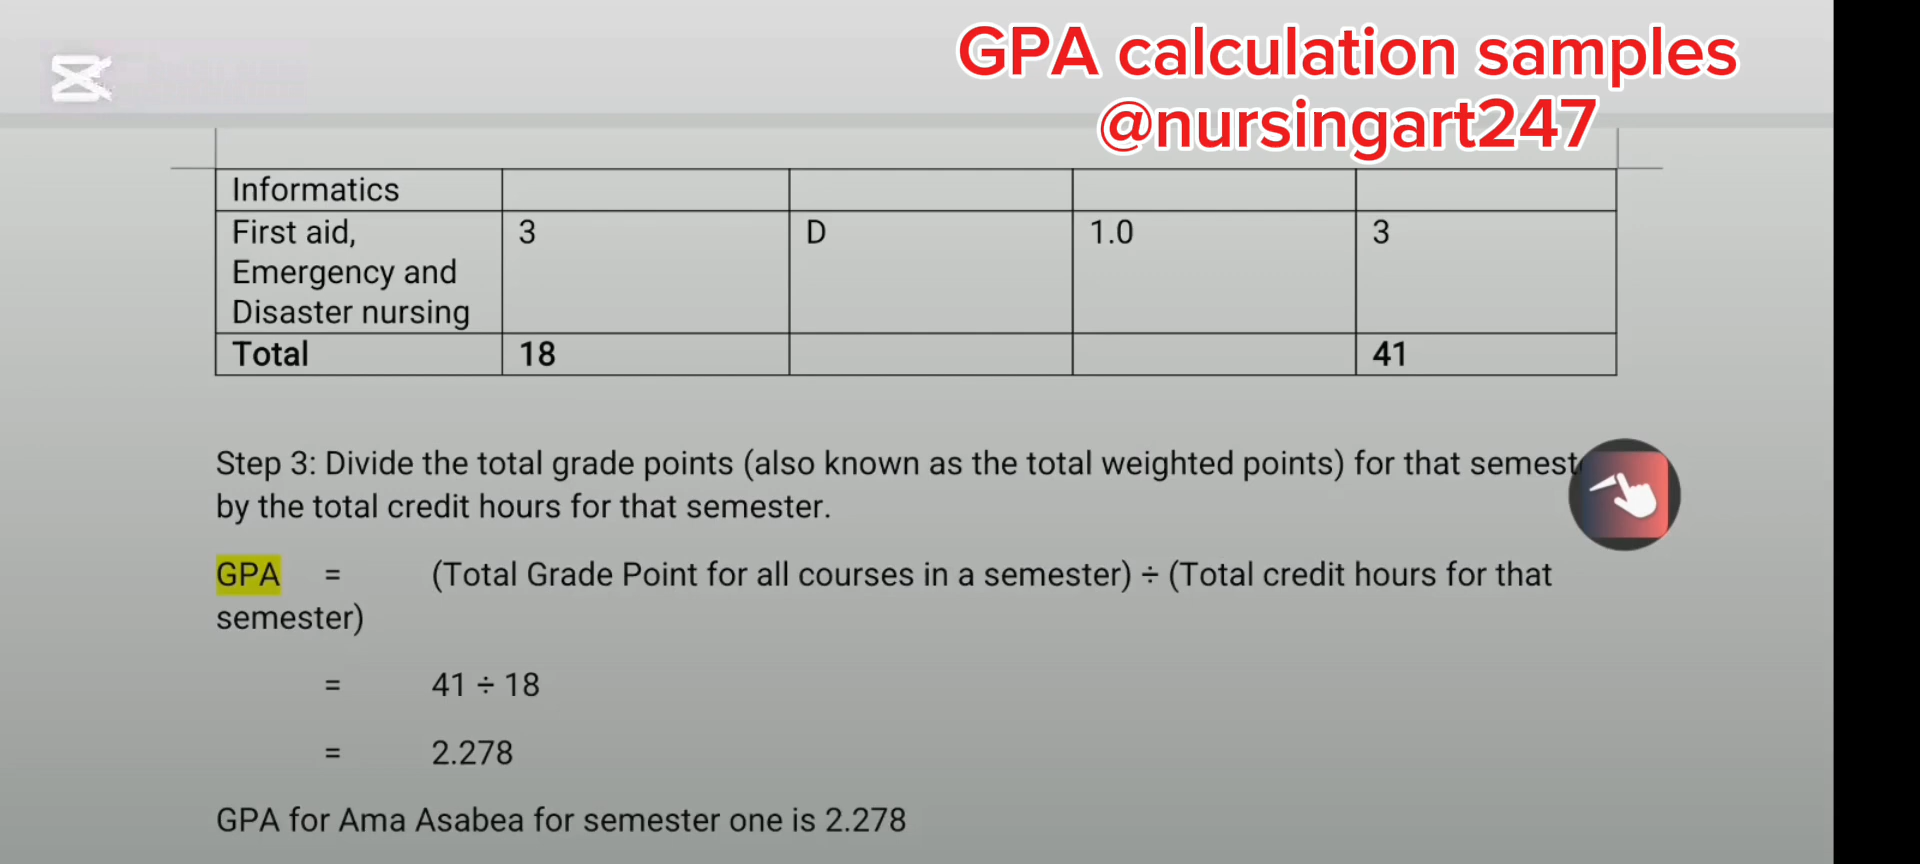 GPA calculation samples
@nursingart247
Informatics
First aid, 3 D 1.0 3
Emergency and
Disaster nursing
Total 18 41
Step 3: Divide the total grade points (also known as the total weighted points) for that
by the total credit hours for that semester.
GPA = (Total Grade Point for all courses in a semester) ÷ (Total credit hours for that
semester)
= 41 ÷ 18
= 2.278
GPA for Ama Asabea for semester one is 2.278